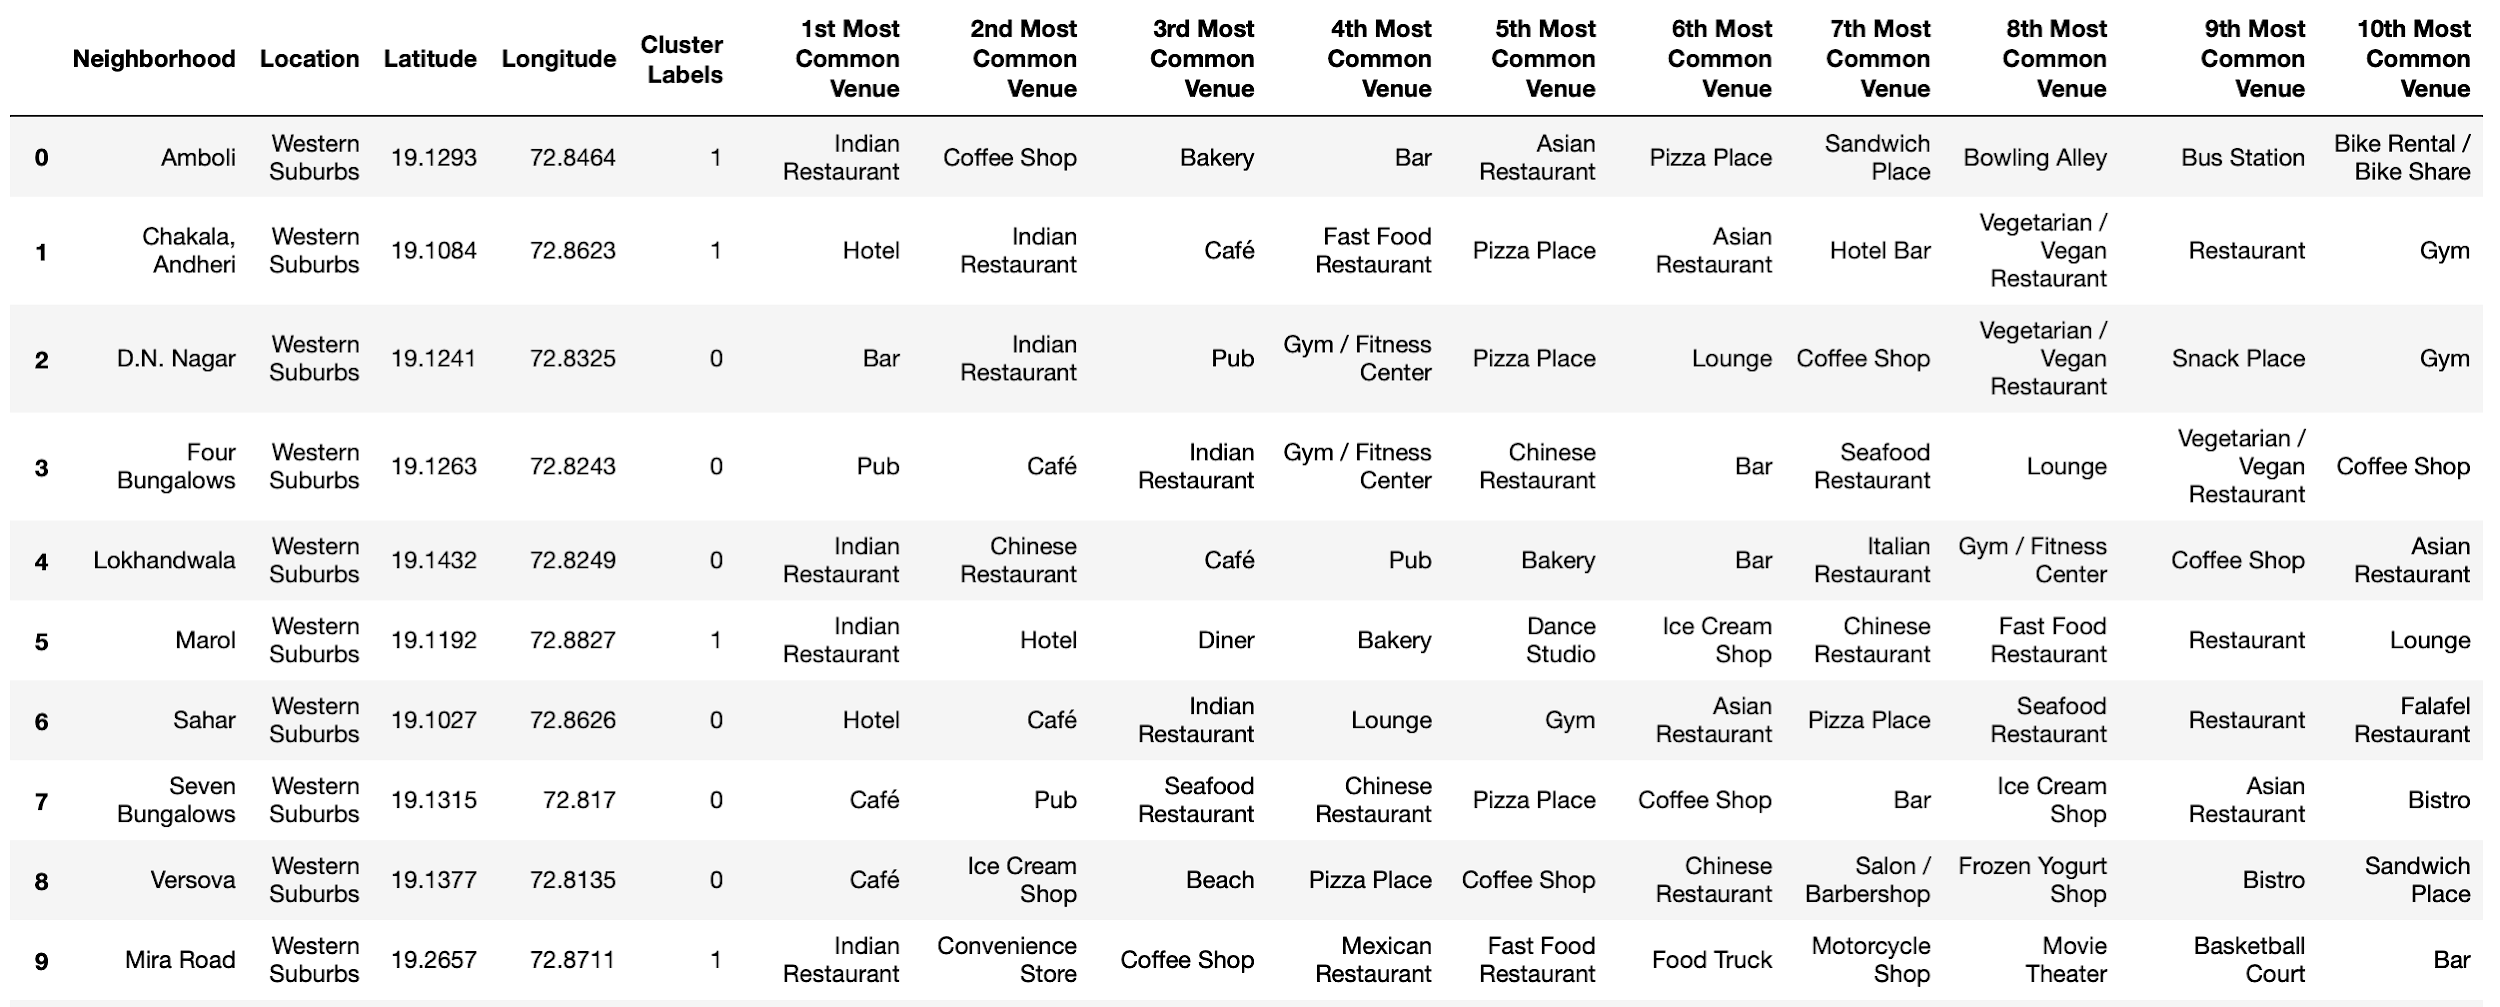 Neighborhood Location Latitude Longitude Cluster Labels 1st Most Common Venue 2nd Most Common Venue 3rd Most Common Venue 4th Most Common Venue 5th Most Common Venue 6th Most Common Venue 7th Most Common Venue 8th Most Common Venue 9th Most Common Venue 10th Most Common Venue
0 Amboli Western Suburbs 19.1293 72.8464 1 Indian Restaurant Coffee Shop Bakery Bar Asian Restaurant Pizza Place Sandwich Place Bowling Alley Bus Station Bike Rental / Bike Share
1 Chakala, Andheri Western Suburbs 19.1084 72.8623 1 Hotel Indian Restaurant Café Fast Food Restaurant Pizza Place Asian Restaurant Hotel Bar Vegetarian / Vegan Restaurant Restaurant Gym
2 D.N. Nagar Western Suburbs 19.1241 72.8325 0 Bar Indian Restaurant Pub Gym / Fitness Center Pizza Place Lounge Coffee Shop Vegetarian / Vegan Restaurant Snack Place Gym
3 Four Bungalows Western Suburbs 19.1263 72.8243 0 Pub Café Indian Restaurant Gym / Fitness Center Chinese Restaurant Bar Seafood Restaurant Lounge Vegetarian / Vegan Restaurant Coffee Shop
4 Lokhandwala Western Suburbs 19.1432 72.8249 0 Indian Restaurant Chinese Restaurant Café Pub Bakery Bar Italian Restaurant Gym / Fitness Center Coffee Shop Asian Restaurant
5 Marol Western Suburbs 19.1192 72.8827 1 Indian Restaurant Hotel Diner Bakery Dance Studio Ice Cream Shop Chinese Restaurant Fast Food Restaurant Restaurant Lounge
6 Sahar Western Suburbs 19.1027 72.8626 0 Hotel Café Indian Restaurant Lounge Gym Asian Restaurant Pizza Place Seafood Restaurant Restaurant Falafel Restaurant
7 Seven Bungalows Western Suburbs 19.1315 72.817 0 Café Pub Seafood Restaurant Chinese Restaurant Pizza Place Coffee Shop Bar Ice Cream Shop Asian Restaurant Bistro
8 Versova Western Suburbs 19.1377 72.8135 0 Café Ice Cream Shop Beach Pizza Place Coffee Shop Chinese Restaurant Salon / Barbershop Frozen Yogurt Shop Bistro Sandwich Place
9 Mira Road Western Suburbs 19.2657 72.8711 1 Indian Restaurant Convenience Store Coffee Shop Mexican Restaurant Fast Food Restaurant Food Truck Motorcycle Shop Movie Theater Basketball Court Bar